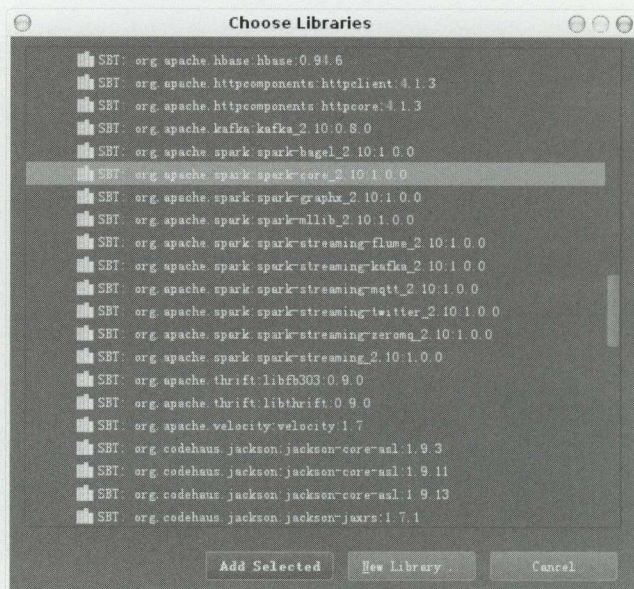 Choose Libraries
SBT: org.apache.hbase:hbase:0.94.6
SBT: org.apache.httpcomponents:httpclient:4.1.3
SBT: org.apache.httpcomponents:httpcore:4.1.3
SBT: org.apache.kafka:kafka_2.10:0.8.0
SBT: org.apache.spark:spark-bagel_2.10:1.0.0
SBT: org.apache.spark:spark-core_2.10:1.0.0
SBT: org.apache.spark:spark-graphx_2.10:1.0.0
SBT: org.apache.spark:spark-mllib_2.10:1.0.0
SBT: org.apache.spark:spark-streaming-flume_2.10:1.0.0
SBT: org.apache.spark:spark-streaming-kafka_2.10:1.0.0
SBT: org.apache.spark:spark-streaming-mqtt_2.10:1.0.0
SBT: org.apache.spark:spark-streaming-twitter_2.10:1.0.0
SBT: org.apache.spark:spark-streaming-zeromq_2.10:1.0.0
SBT: org.apache.spark:spark-streaming_2.10:1.0.0
SBT: org.apache.thrift:libfb303:0.9.0
SBT: org.apache.thrift:libthrift:0.9.0
SBT: org.apache.velocity:velocity:1.7
SBT: org.codehaus.jackson:jackson-core-asl:1.9.3
SBT: org.codehaus.jackson:jackson-core-asl:1.9.11
SBT: org.codehaus.jackson:jackson-core-asl:1.9.13
SBT: org.codehaus.jackson:jackson-jaxrs:1.7.1
Add Selected New Library... Cancel